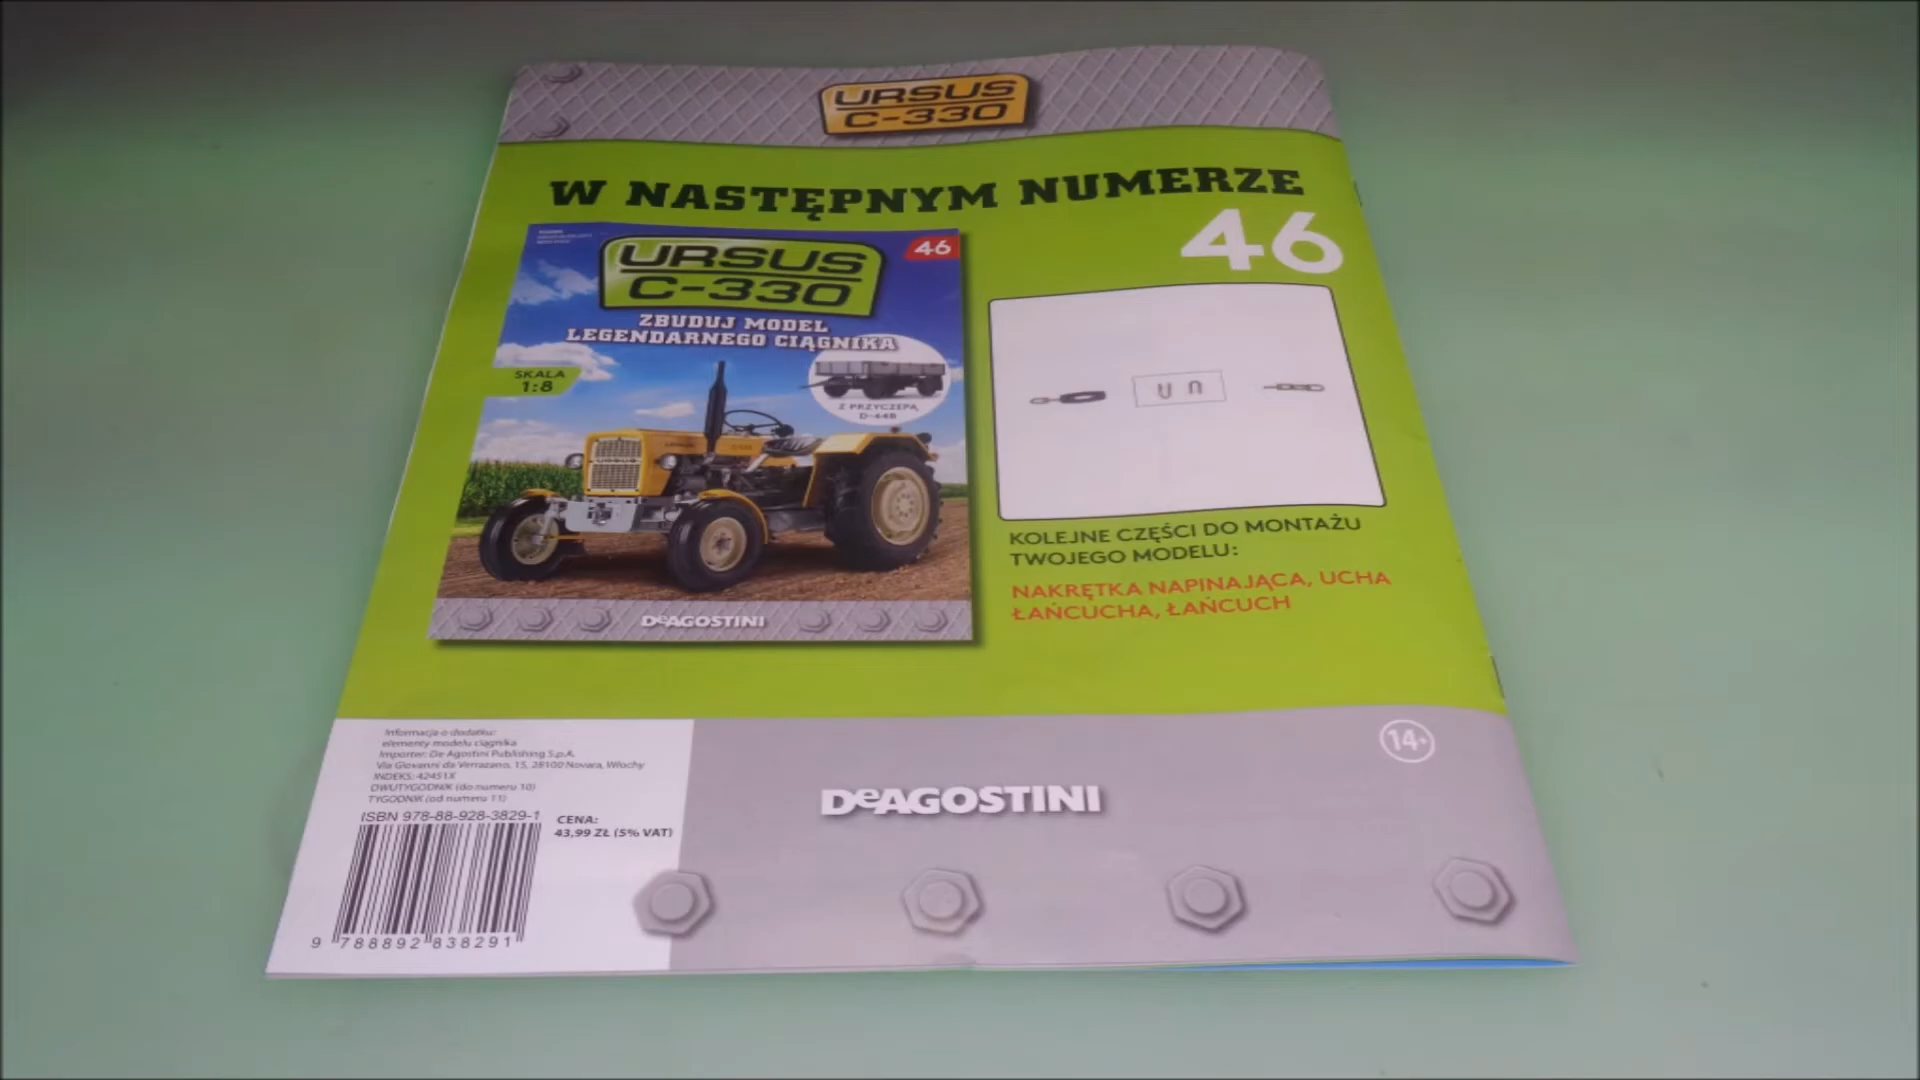 URSUS
C-330
W NASTĘPNYM NUMERZE
46
46
URSUS
C-330
ZBUDUJ MODEL
LEGENDARNEGO CIĄGNIKA
SKALA
1:8
Z PRZYCZEPĄ
D-44B
URSUS
DeAGOSTINI
KOLEJNE CZĘŚCI DO MONTAŻU
TWOJEGO MODELU:
NAKRĘTKA NAPINAJĄCA, UCHA
ŁAŃCUCHA, ŁAŃCUCH
Informacja o dodatku:
elementy modelu ciągnika
Importer: De Agostini Publishing S.p.A.
Via Giovanni da Verrazano, 15, 28100 Novara, Włochy
INDEKS: 42451X
DWUTYGODNIK (do numeru 10)
TYGODNIK (od numeru 11)
ISBN 978-88-928-3829-1
CENA:
43,99 ZŁ (5% VAT)
9 788892 838291
DeAGOSTINI
14+